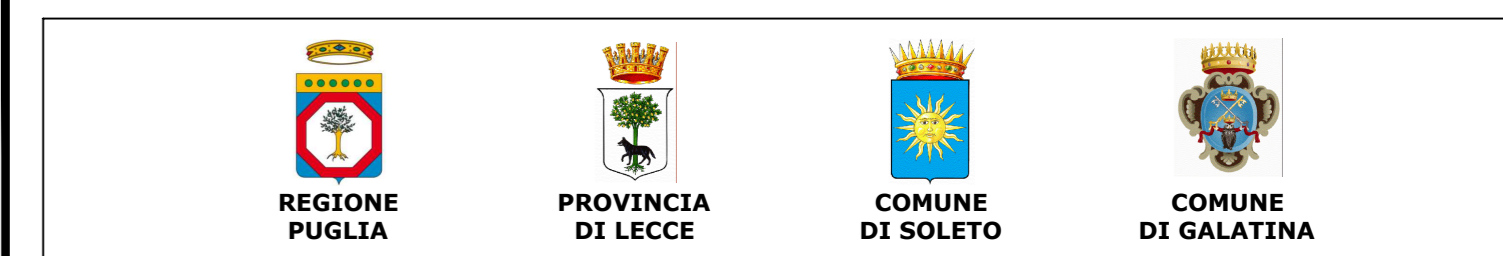 REGIONE
PUGLIA
PROVINCIA
DI LECCE
COMUNE
DI SOLETO
COMUNE
DI GALATINA